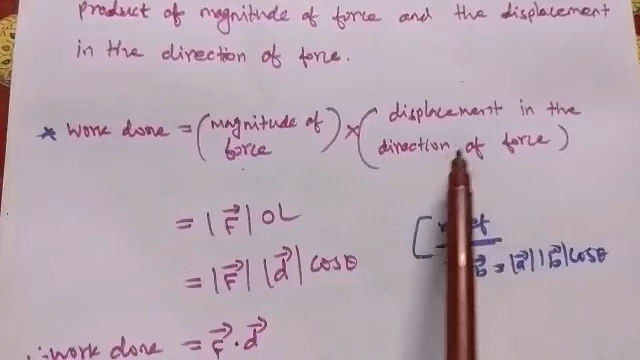 product of magnitude of force and the displacement
in the direction of force.
* work done = (magnitude of force) × (displacement in the direction of force)
= |F⃗| OL
= |F⃗| |d⃗| cosθ
b⃗ = |a⃗| |b⃗| cosθ
∴ work done = F⃗ · d⃗